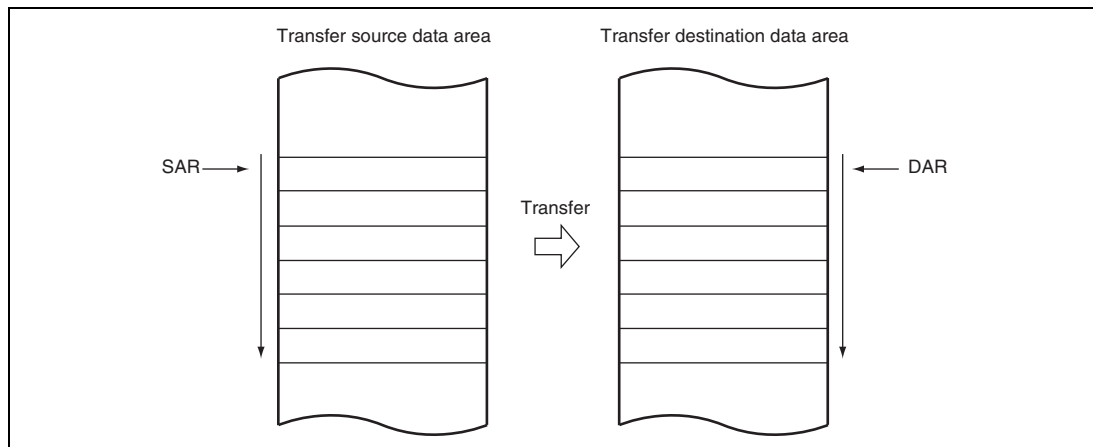 Transfer source data area
Transfer destination data area
SAR
DAR
Transfer